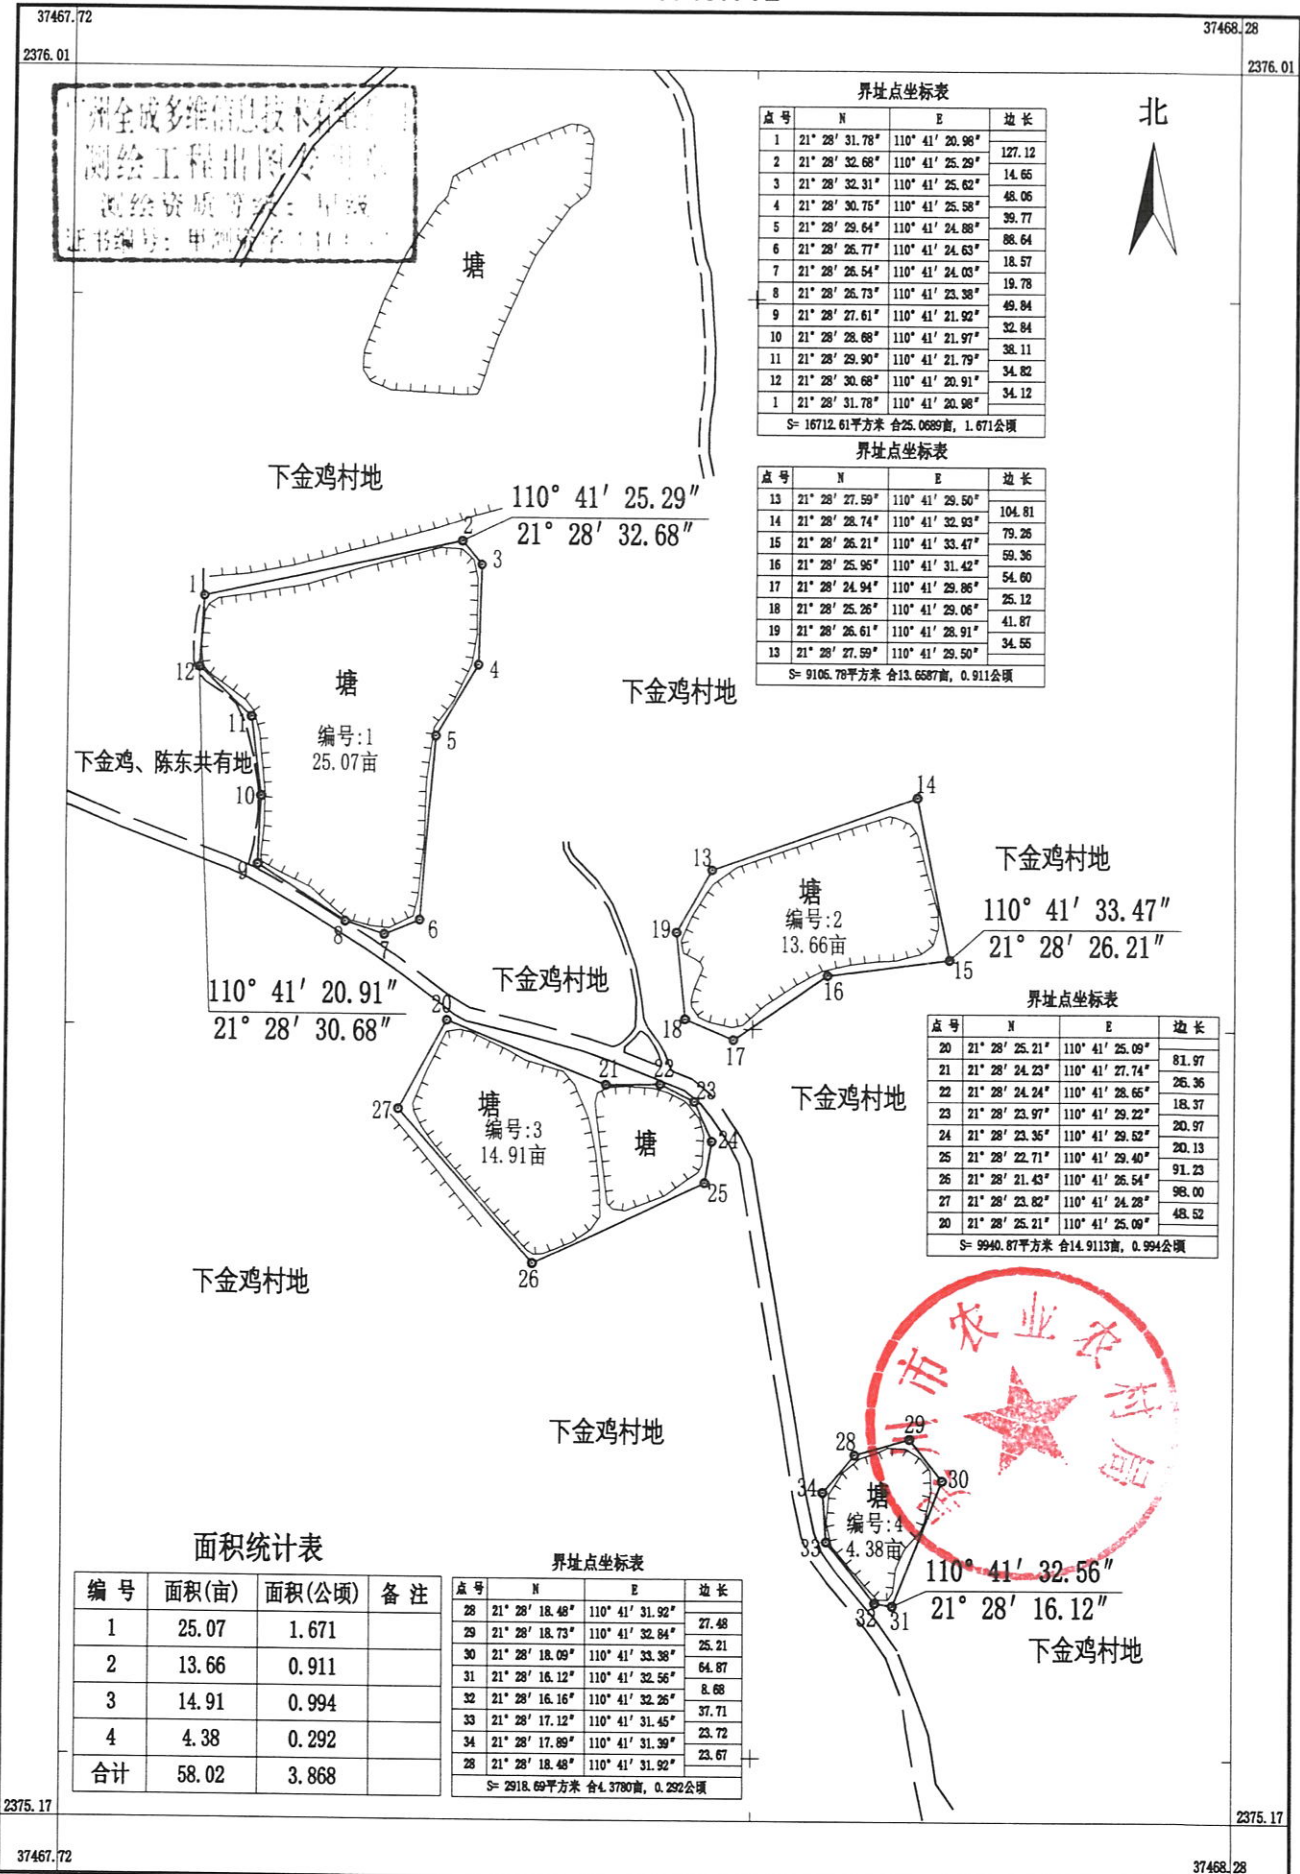 37467.72
37468.28
2376.01
2376.01
测绘资质等级：甲级
北
界址点坐标表
点号 N E 边长
1 21° 28′ 31.78″ 110° 41′ 20.98″
127.12
2 21° 28′ 32.68″ 110° 41′ 25.29″
14.65
3 21° 28′ 32.31″ 110° 41′ 25.62″
48.06
4 21° 28′ 30.75″ 110° 41′ 25.58″
39.77
5 21° 28′ 29.64″ 110° 41′ 24.88″
88.64
6 21° 28′ 26.77″ 110° 41′ 24.63″
18.57
7 21° 28′ 26.54″ 110° 41′ 24.03″
19.78
8 21° 28′ 26.73″ 110° 41′ 23.38″
49.84
9 21° 28′ 27.61″ 110° 41′ 21.92″
32.84
10 21° 28′ 28.68″ 110° 41′ 21.97″
38.11
11 21° 28′ 29.90″ 110° 41′ 21.79″
34.82
12 21° 28′ 30.68″ 110° 41′ 20.91″
34.12
1 21° 28′ 31.78″ 110° 41′ 20.98″
S= 16712.61平方米 合25.0689亩, 1.671公顷
界址点坐标表
点号 N E 边长
13 21° 28′ 27.59″ 110° 41′ 29.50″
104.81
14 21° 28′ 28.74″ 110° 41′ 32.93″
79.26
15 21° 28′ 26.21″ 110° 41′ 33.47″
59.36
16 21° 28′ 25.95″ 110° 41′ 31.42″
54.60
17 21° 28′ 24.94″ 110° 41′ 29.86″
25.12
18 21° 28′ 25.26″ 110° 41′ 29.06″
41.87
19 21° 28′ 26.61″ 110° 41′ 28.91″
34.55
13 21° 28′ 27.59″ 110° 41′ 29.50″
S= 9105.78平方米 合13.6587亩, 0.911公顷
塘
下金鸡村地
110° 41′ 25.29″
21° 28′ 32.68″
1
2
3
4
5
6
7
8
9
10
11
12
塘
编号:1
25.07亩
下金鸡村地
下金鸡、陈东共有地
110° 41′ 20.91″
21° 28′ 30.68″
下金鸡村地
13
14
15
16
17
18
19
塘
编号:2
13.66亩
下金鸡村地
110° 41′ 33.47″
21° 28′ 26.21″
下金鸡村地
20
21
22
23
24
25
26
27
塘
编号:3
14.91亩
塘
下金鸡村地
界址点坐标表
点号 N E 边长
20 21° 28′ 25.21″ 110° 41′ 25.09″
81.97
21 21° 28′ 24.23″ 110° 41′ 27.74″
26.36
22 21° 28′ 24.24″ 110° 41′ 28.65″
18.37
23 21° 28′ 23.97″ 110° 41′ 29.22″
20.97
24 21° 28′ 23.35″ 110° 41′ 29.52″
20.13
25 21° 28′ 22.71″ 110° 41′ 29.40″
91.23
26 21° 28′ 21.43″ 110° 41′ 26.54″
98.00
27 21° 28′ 23.82″ 110° 41′ 24.28″
48.52
20 21° 28′ 25.21″ 110° 41′ 25.09″
S= 9940.87平方米 合14.9113亩, 0.994公顷
州市农业农村局
下金鸡村地
28
29
30
31
32
33
34
塘
编号:4
4.38亩
110° 41′ 32.56″
21° 28′ 16.12″
下金鸡村地
面积统计表
编号 面积(亩) 面积(公顷) 备注
1 25.07 1.671
2 13.66 0.911
3 14.91 0.994
4 4.38 0.292
合计 58.02 3.868
界址点坐标表
点号 N E 边长
28 21° 28′ 18.48″ 110° 41′ 31.92″
27.48
29 21° 28′ 18.73″ 110° 41′ 32.84″
25.21
30 21° 28′ 18.09″ 110° 41′ 33.38″
64.87
31 21° 28′ 16.12″ 110° 41′ 32.56″
8.68
32 21° 28′ 16.16″ 110° 41′ 32.26″
37.71
33 21° 28′ 17.12″ 110° 41′ 31.45″
23.72
34 21° 28′ 17.89″ 110° 41′ 31.39″
23.67
28 21° 28′ 18.48″ 110° 41′ 31.92″
S= 2918.69平方米 合4.3780亩, 0.292公顷
2375.17
2375.17
37467.72
37468.28